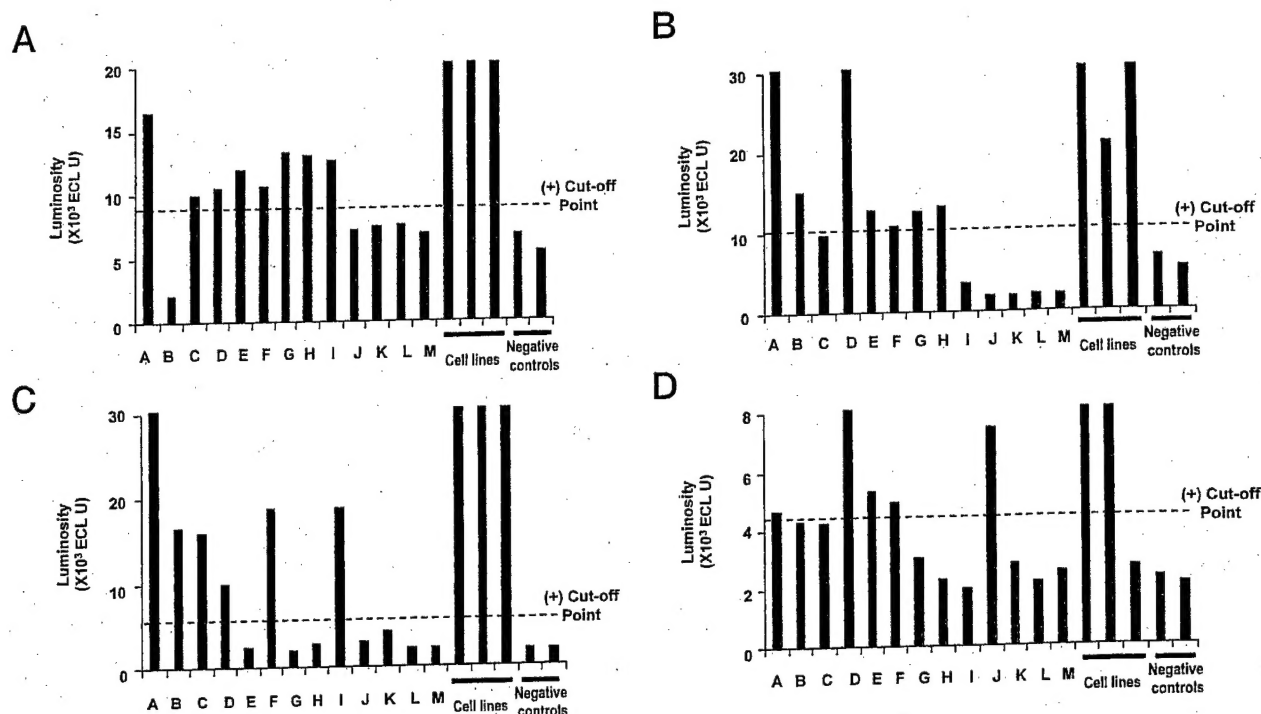 A
Luminosity
(X10³ ECL U)
20
15
10
5
0
(+) Cut-off
Point
A B C D E F G H I J K L M
Cell lines
Negative
controls
B
Luminosity
(X10³ ECL U)
30
20
10
0
(+) Cut-off
Point
A B C D E F G H I J K L M
Cell lines
Negative
controls
C
Luminosity
(X10³ ECL U)
30
20
10
0
(+) Cut-off
Point
A B C D E F G H I J K L M
Cell lines
Negative
controls
D
Luminosity
(X10³ ECL U)
8
6
4
2
0
(+) Cut-off
Point
A B C D E F G H I J K L M
Cell lines
Negative
controls